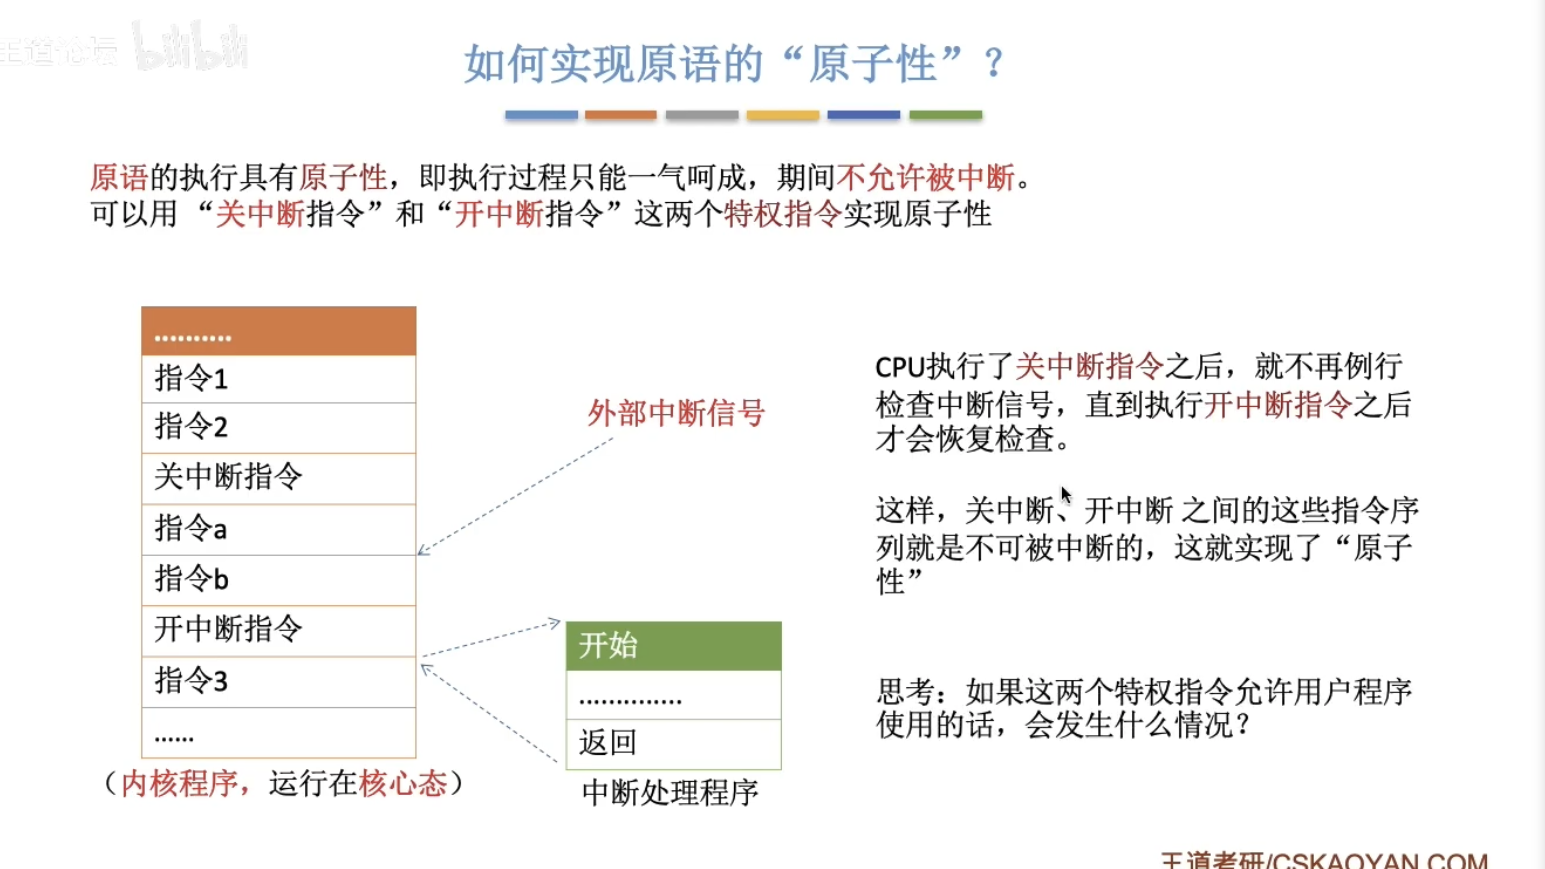 王道论坛 bilibili
如何实现原语的“原子性”？
原语的执行具有原子性，即执行过程只能一气呵成，期间不允许被中断。
可以用 “关中断指令”和“开中断指令”这两个特权指令实现原子性
..........
指令1
指令2
关中断指令
指令a
指令b
开中断指令
指令3
......
（内核程序，运行在核心态）
外部中断信号
开始
..............
返回
中断处理程序
CPU执行了关中断指令之后，就不再例行
检查中断信号，直到执行开中断指令之后
才会恢复检查。
这样，关中断、开中断 之间的这些指令序
列就是不可被中断的，这就实现了“原子
性”
思考：如果这两个特权指令允许用户程序
使用的话，会发生什么情况？
王道考研/CSKAOYAN.COM